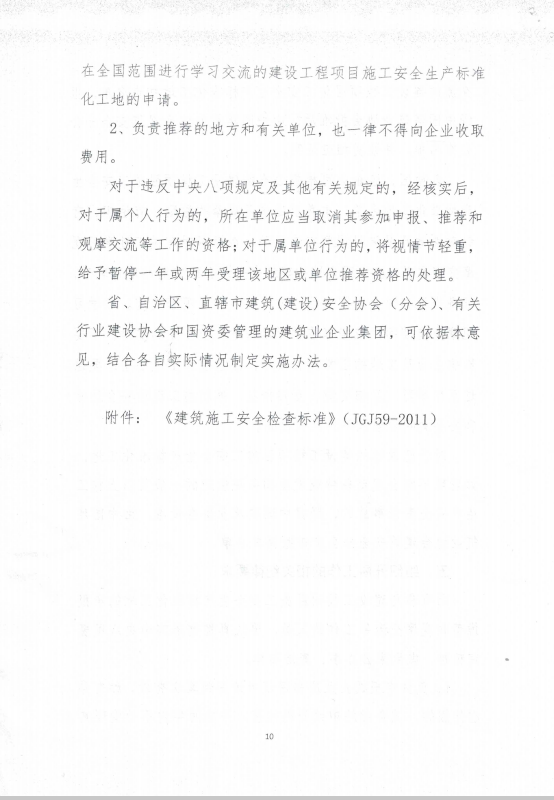 在全国范围进行学习交流的建设工程项目施工安全生产标准
化工地的申请。
2、负责推荐的地方和有关单位，也一律不得向企业收取
费用。
对于违反中央八项规定及其他有关规定的，经核实后，
对于属个人行为的，所在单位应当取消其参加申报、推荐和
观摩交流等工作的资格;对于属单位行为的,将视情节轻重，
给予暂停一年或两年受理该地区或单位推荐资格的处理。
省、自治区、直辖市建筑(建设)安全协会（分会）、有关
行业建设协会和国资委管理的建筑业企业集团，可依据本意
见，结合各自实际情况制定实施办法。
附件： 《建筑施工安全检查标准》（JGJ59-2011）
10